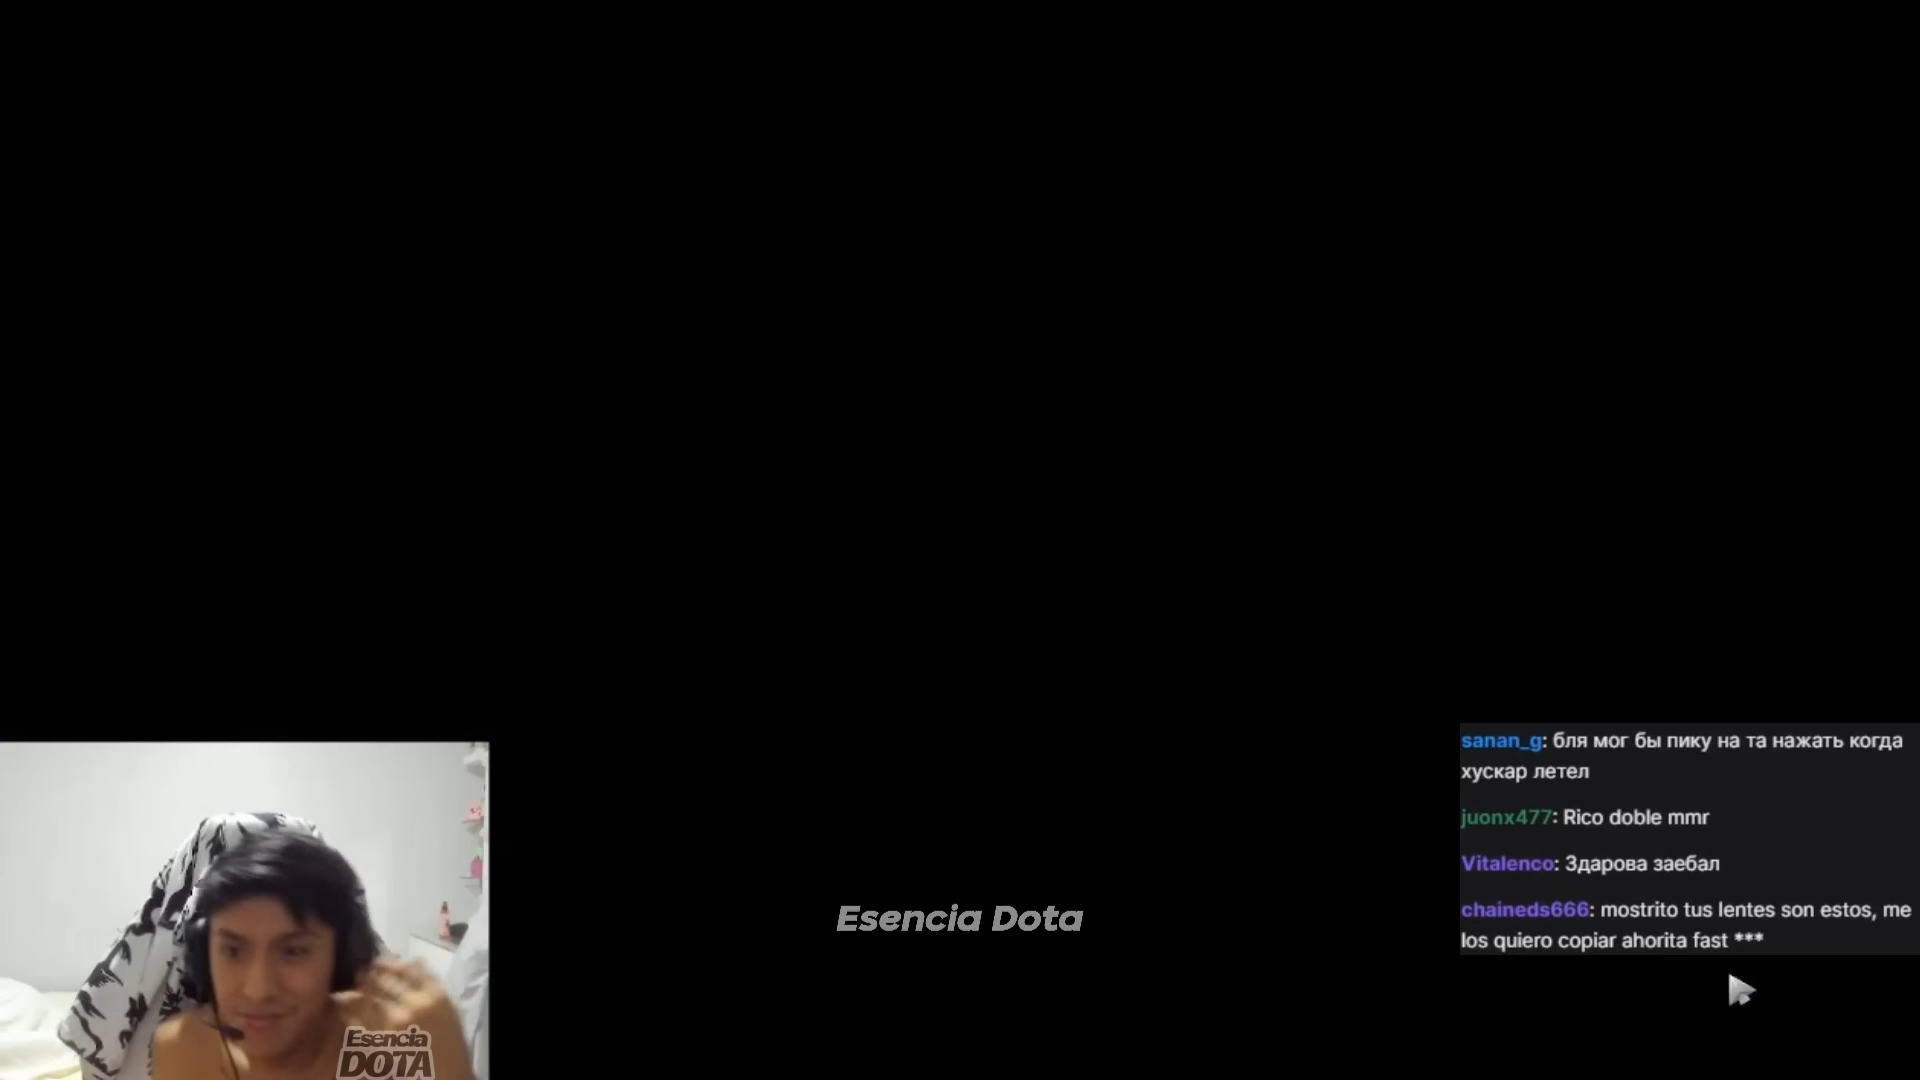 sanan_g: бля мог бы пику на та нажать когда
хускар летел
juonx477: Rico doble mmr
Vitalenco: Здарова заебал
chaineds666: mostrito tus lentes son estos, me
los quiero copiar ahorita fast ***
Esencia Dota
Esencia
DOTA